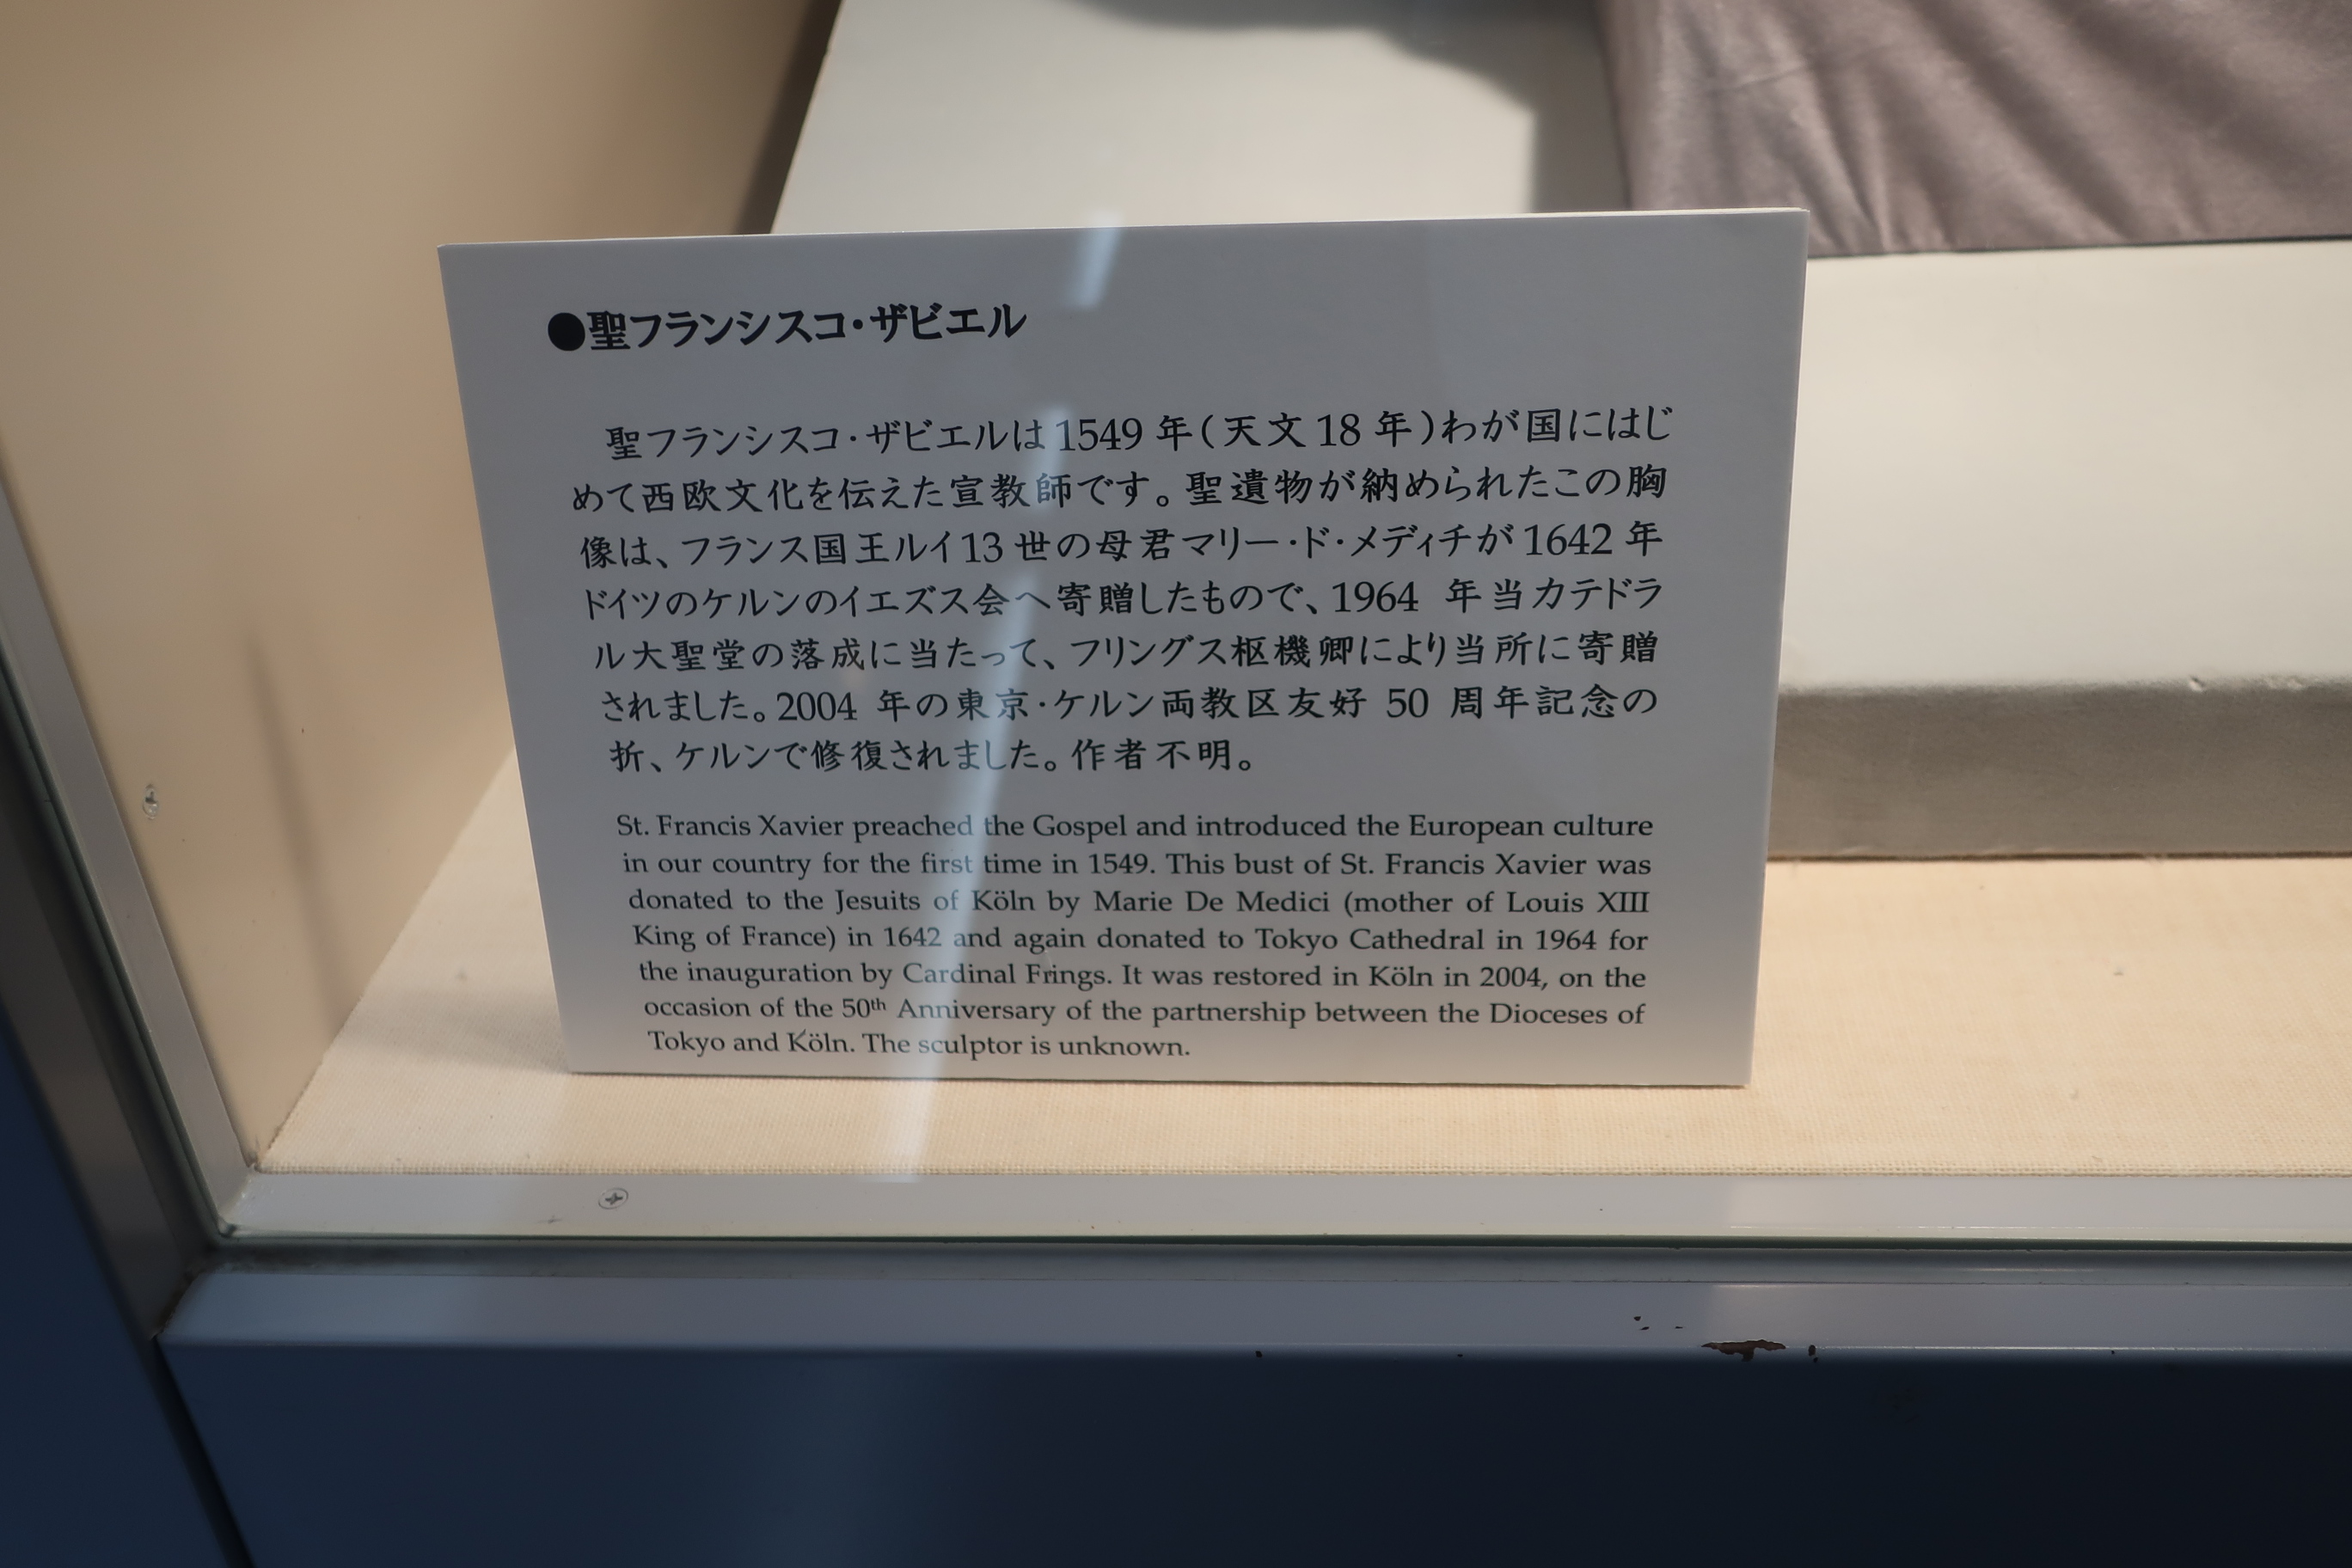 ●聖フランシスコ・ザビエル
聖フランシスコ・ザビエルは1549年(天文18年)わが国にはじ
めて西欧文化を伝えた宣教師です。聖遺物が納められたこの胸
像は、フランス国王ルイ13世の母君マリー・ド・メディチが1642年
ドイツのケルンのイエズス会へ寄贈したもので、1964 年当カテドラ
ル大聖堂の落成に当たって、フリングス枢機卿により当所に寄贈
されました。2004 年の東京・ケルン両教区友好 50 周年記念の
折、ケルンで修復されました。作者不明。
St. Francis Xavier preached the Gospel and introduced the European culture
in our country for the first time in 1549. This bust of St. Francis Xavier was
donated to the Jesuits of Köln by Marie De Medici (mother of Louis XIII
King of France) in 1642 and again donated to Tokyo Cathedral in 1964 for
the inauguration by Cardinal Frings. It was restored in Köln in 2004, on the
occasion of the 50th Anniversary of the partnership between the Dioceses of
Tokyo and Köln. The sculptor is unknown.